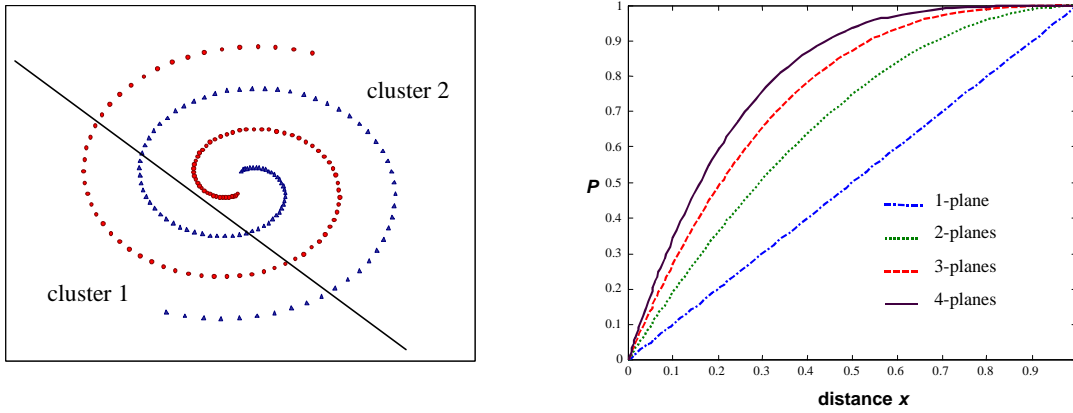 cluster 2
cluster 1
P
1
0.9
0.8
0.7
0.6
0.5
0.4
0.3
0.2
0.1
0
0 0.1 0.2 0.3 0.4 0.5 0.6 0.7 0.8 0.9
distance x
1-plane
2-planes
3-planes
4-planes